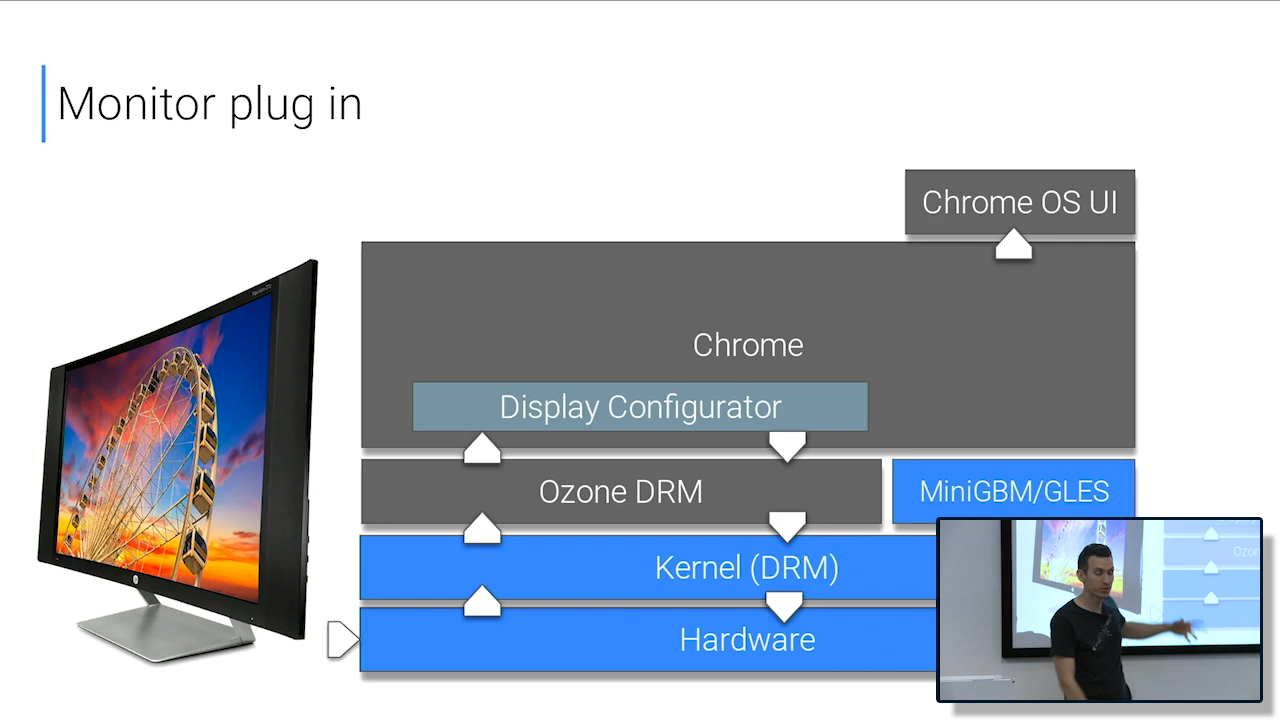 Monitor plug in
Chrome OS UI
Chrome
Display Configurator
Ozone DRM
MiniGBM/GLES
Kernel (DRM)
Hardware